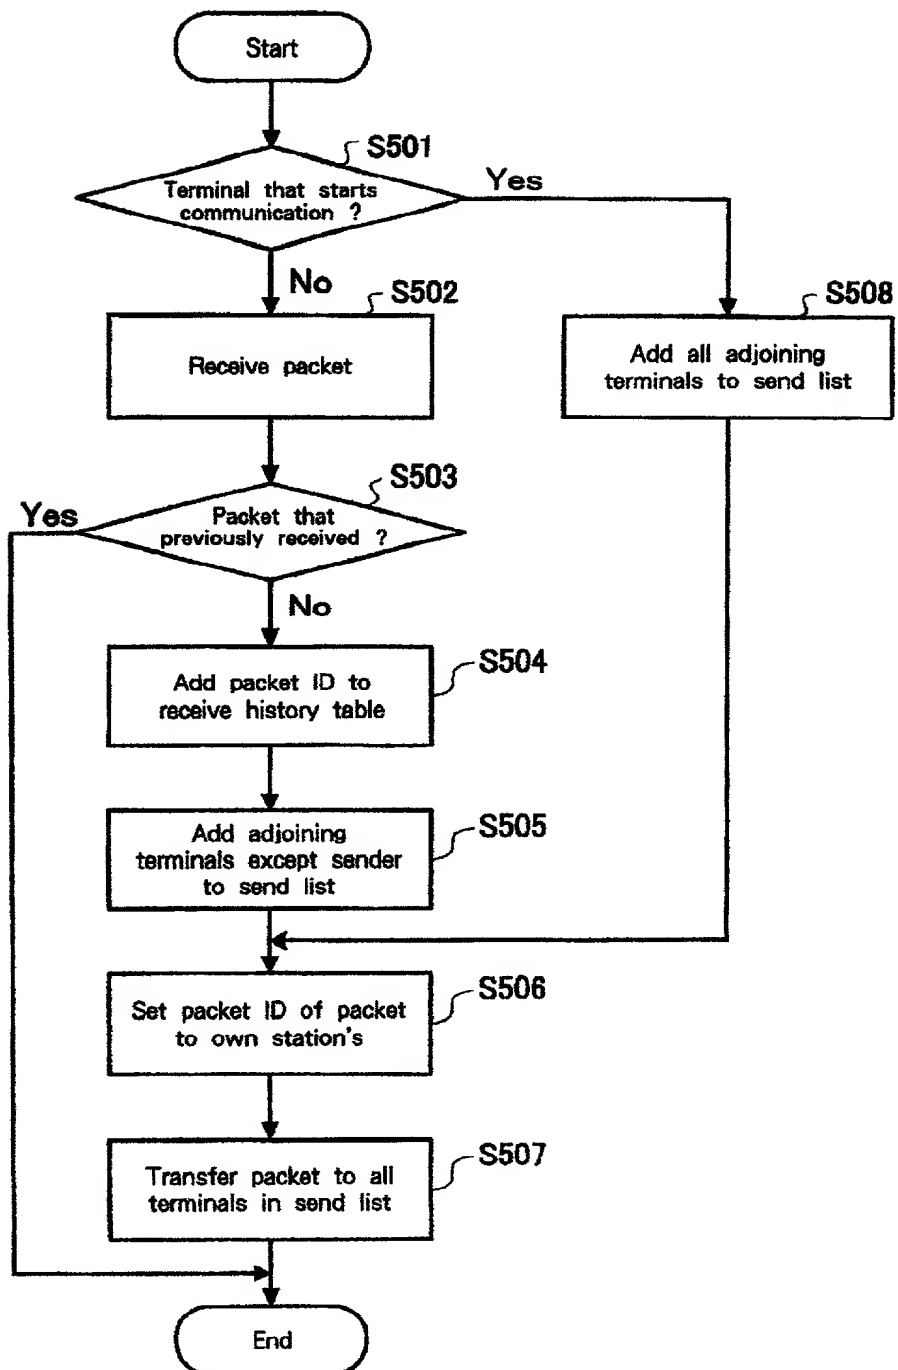 Start
S501
Terminal that starts
communication ?
Yes
No
S502
Receive packet
S508
Add all adjoining
terminals to send list
S503
Packet that
previously received ?
Yes
No
S504
Add packet ID to
receive history table
S505
Add adjoining
terminals except sender
to send list
S506
Set packet ID of packet
to own station's
S507
Transfer packet to all
terminals in send list
End